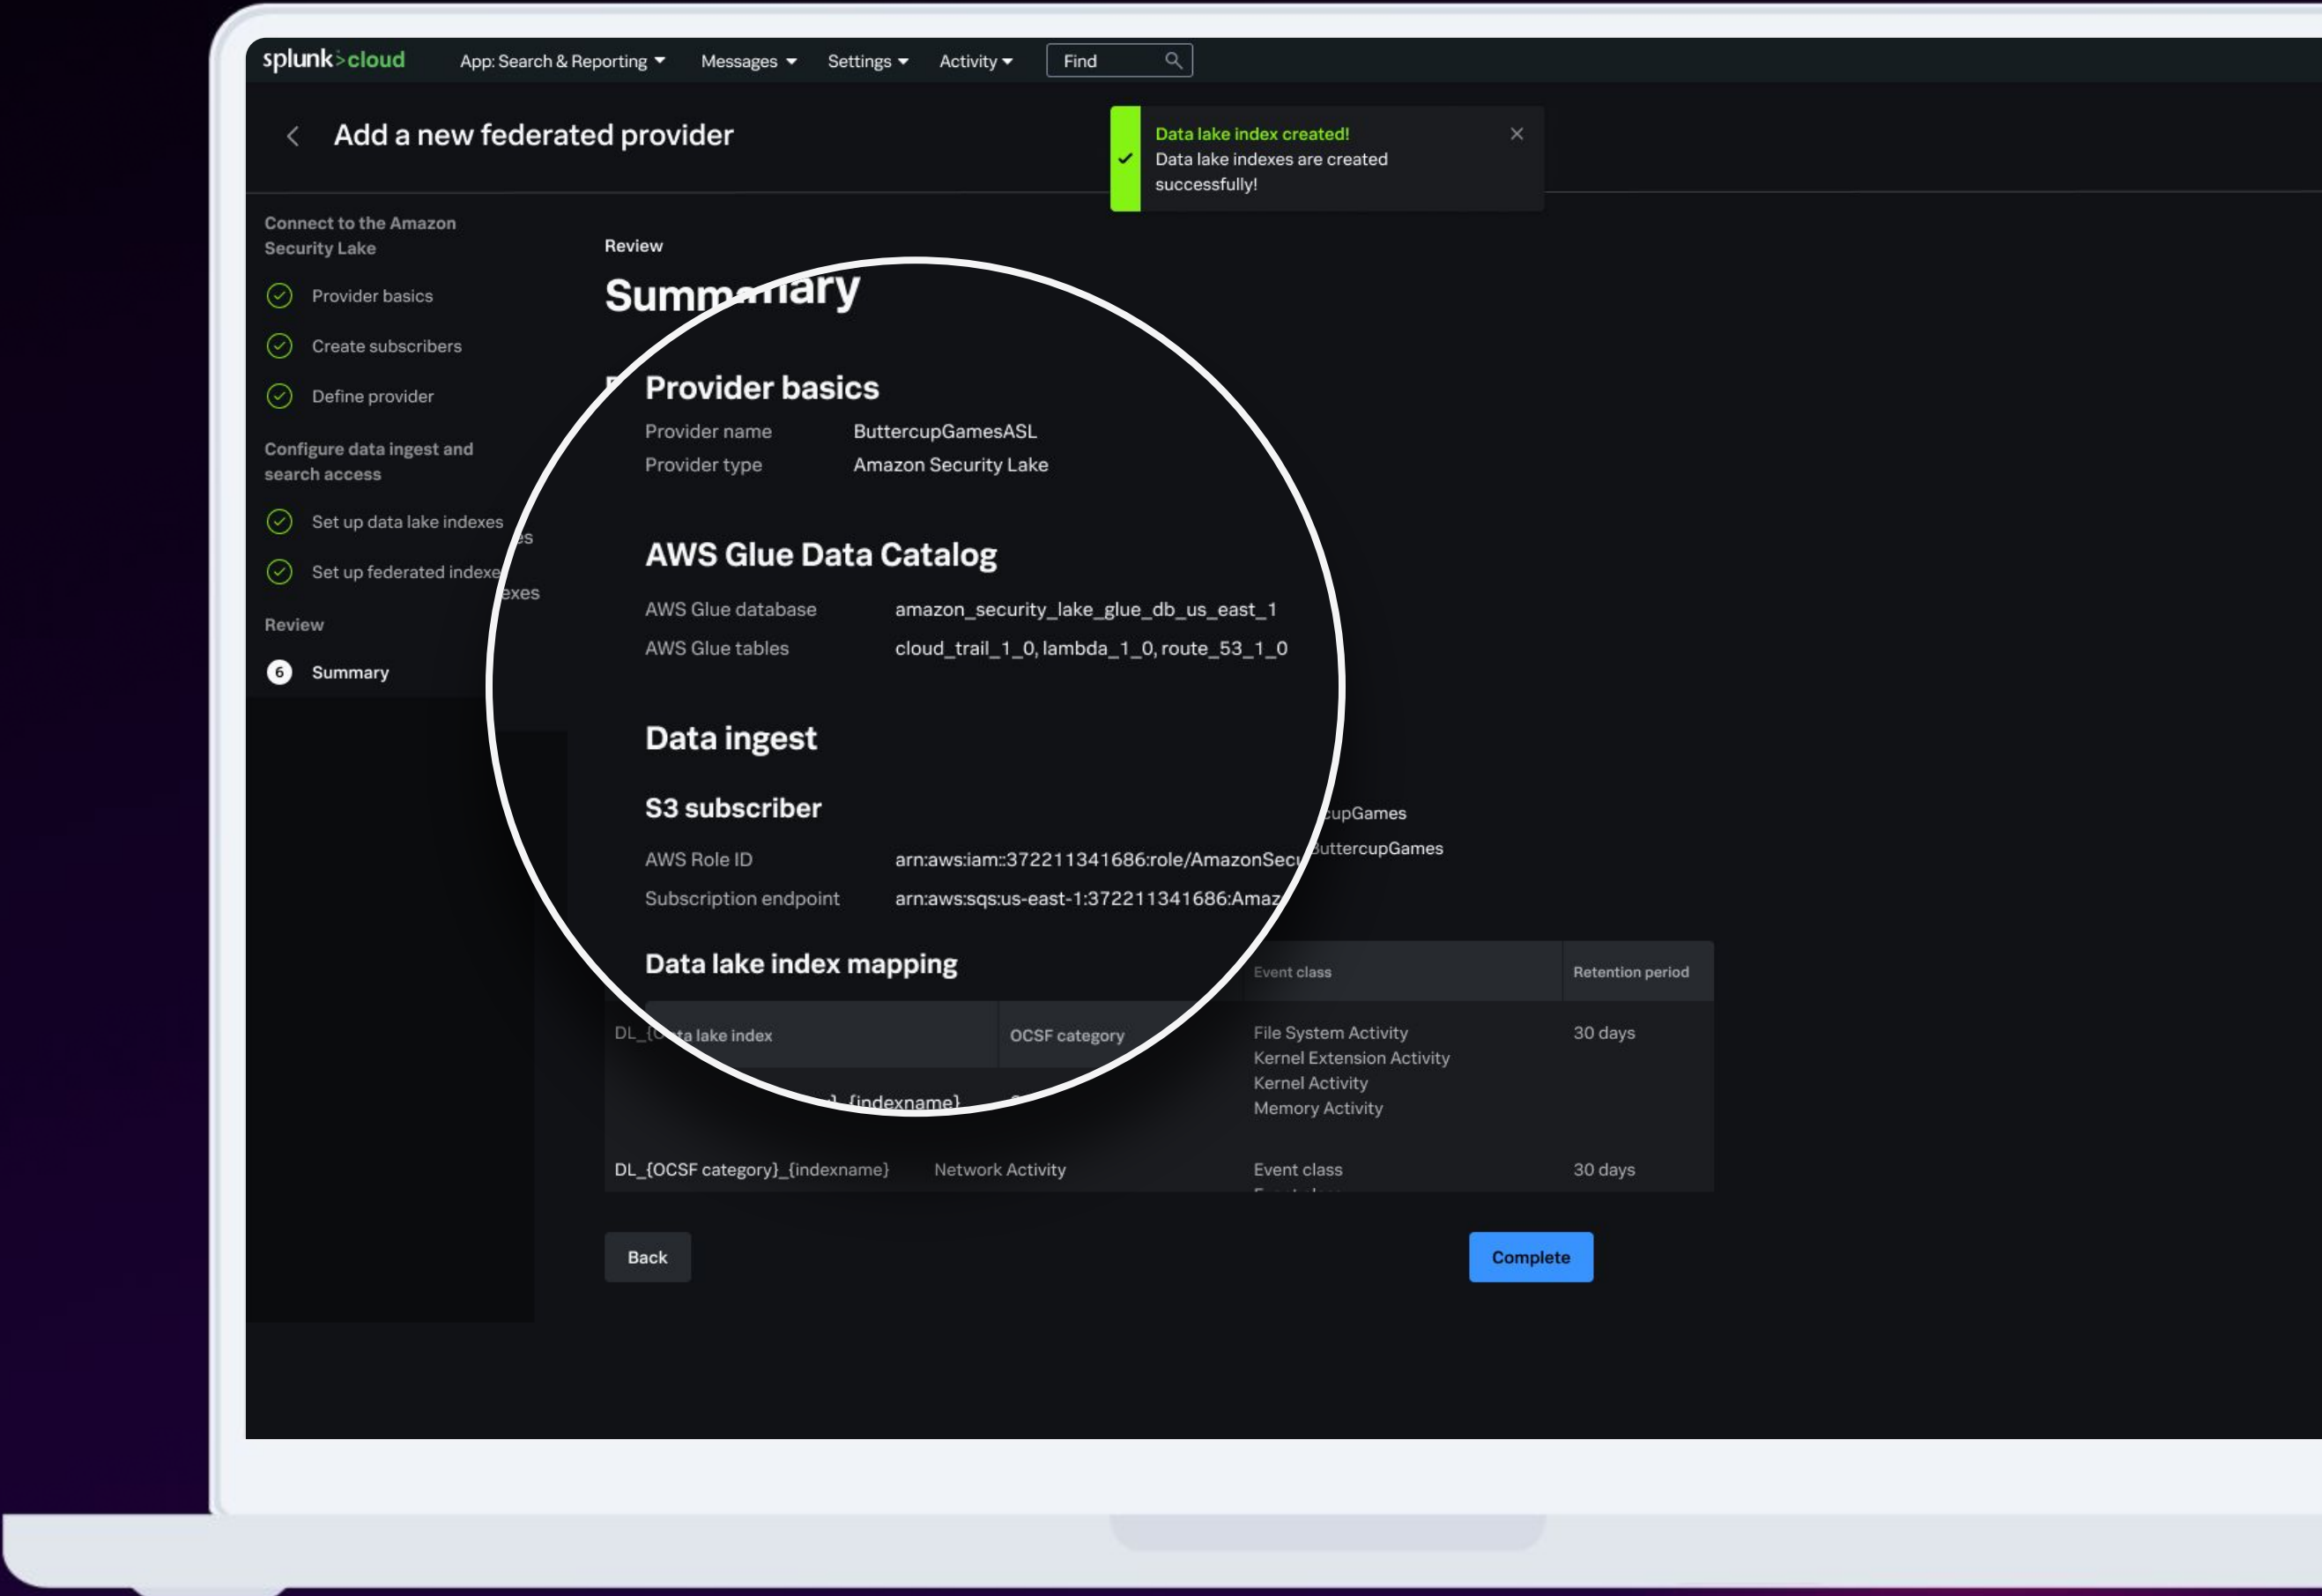 splunk>cloud App: Search & Reporting Messages Settings Activity Find
Add a new federated provider
Data lake index created!
Data lake indexes are created
successfully!
Connect to the Amazon
Security Lake
Provider basics
Create subscribers
Define provider
Configure data ingest and
search access
Set up data lake indexes
Set up federated
Review
6 Summary
Review
Summary
Provider basics
Provider name ButtercupGamesASL
Provider type Amazon Security Lake
AWS Glue Data Catalog
AWS Glue database amazon_security_lake_glue_db_us_east_1
AWS Glue tables cloud_trail_1_0, lambda_1_0, route_53_1_0
Data ingest
S3 subscriber
AWS Role ID arn:aws:iam::372211341686:role/AmazonSecu
Subscription endpoint arn:aws:sqs:us-east-1:372211341686:Amaz
cupGames
ButtercupGames
Data lake index mapping
lake index OCSF category Event class Retention period
{indexname} File System Activity 30 days
Kernel Extension Activity
Kernel Activity
Memory Activity
DL_{OCSF category}_{indexname} Network Activity Event class 30 days
Back Complete